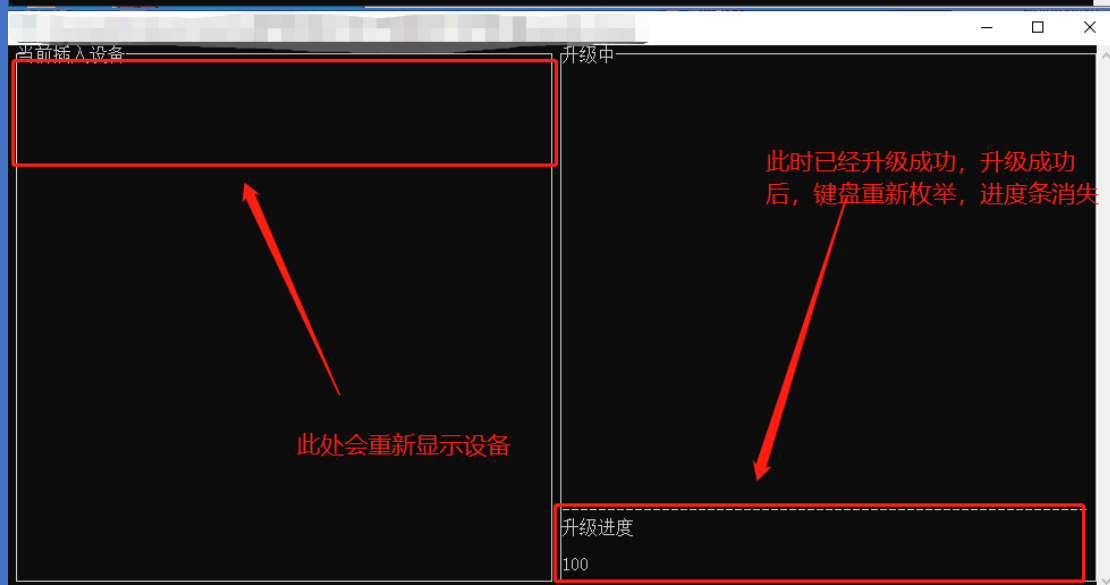 当前插入设备
升级中
此时已经升级成功，升级成功
后，键盘重新枚举，进度条消失
此处会重新显示设备
升级进度
100